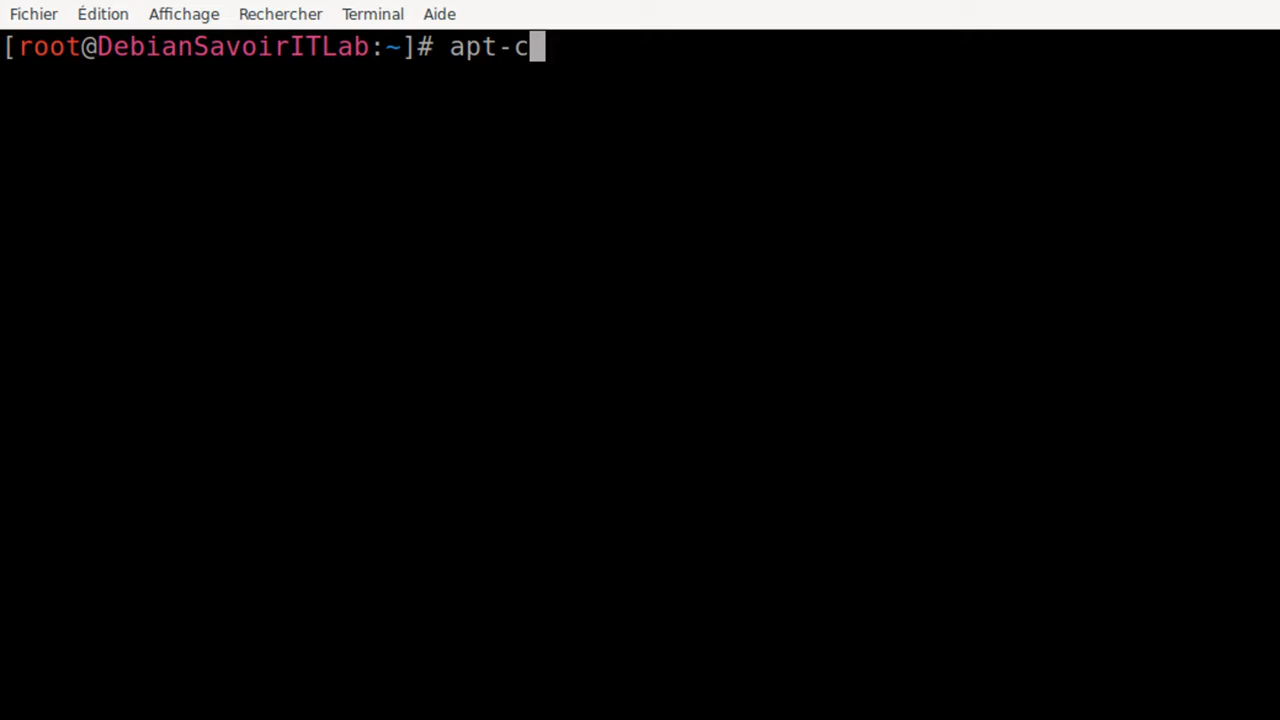 Fichier Édition Affichage Rechercher Terminal Aide
[root@DebianSavoirITLab:~]# apt-c